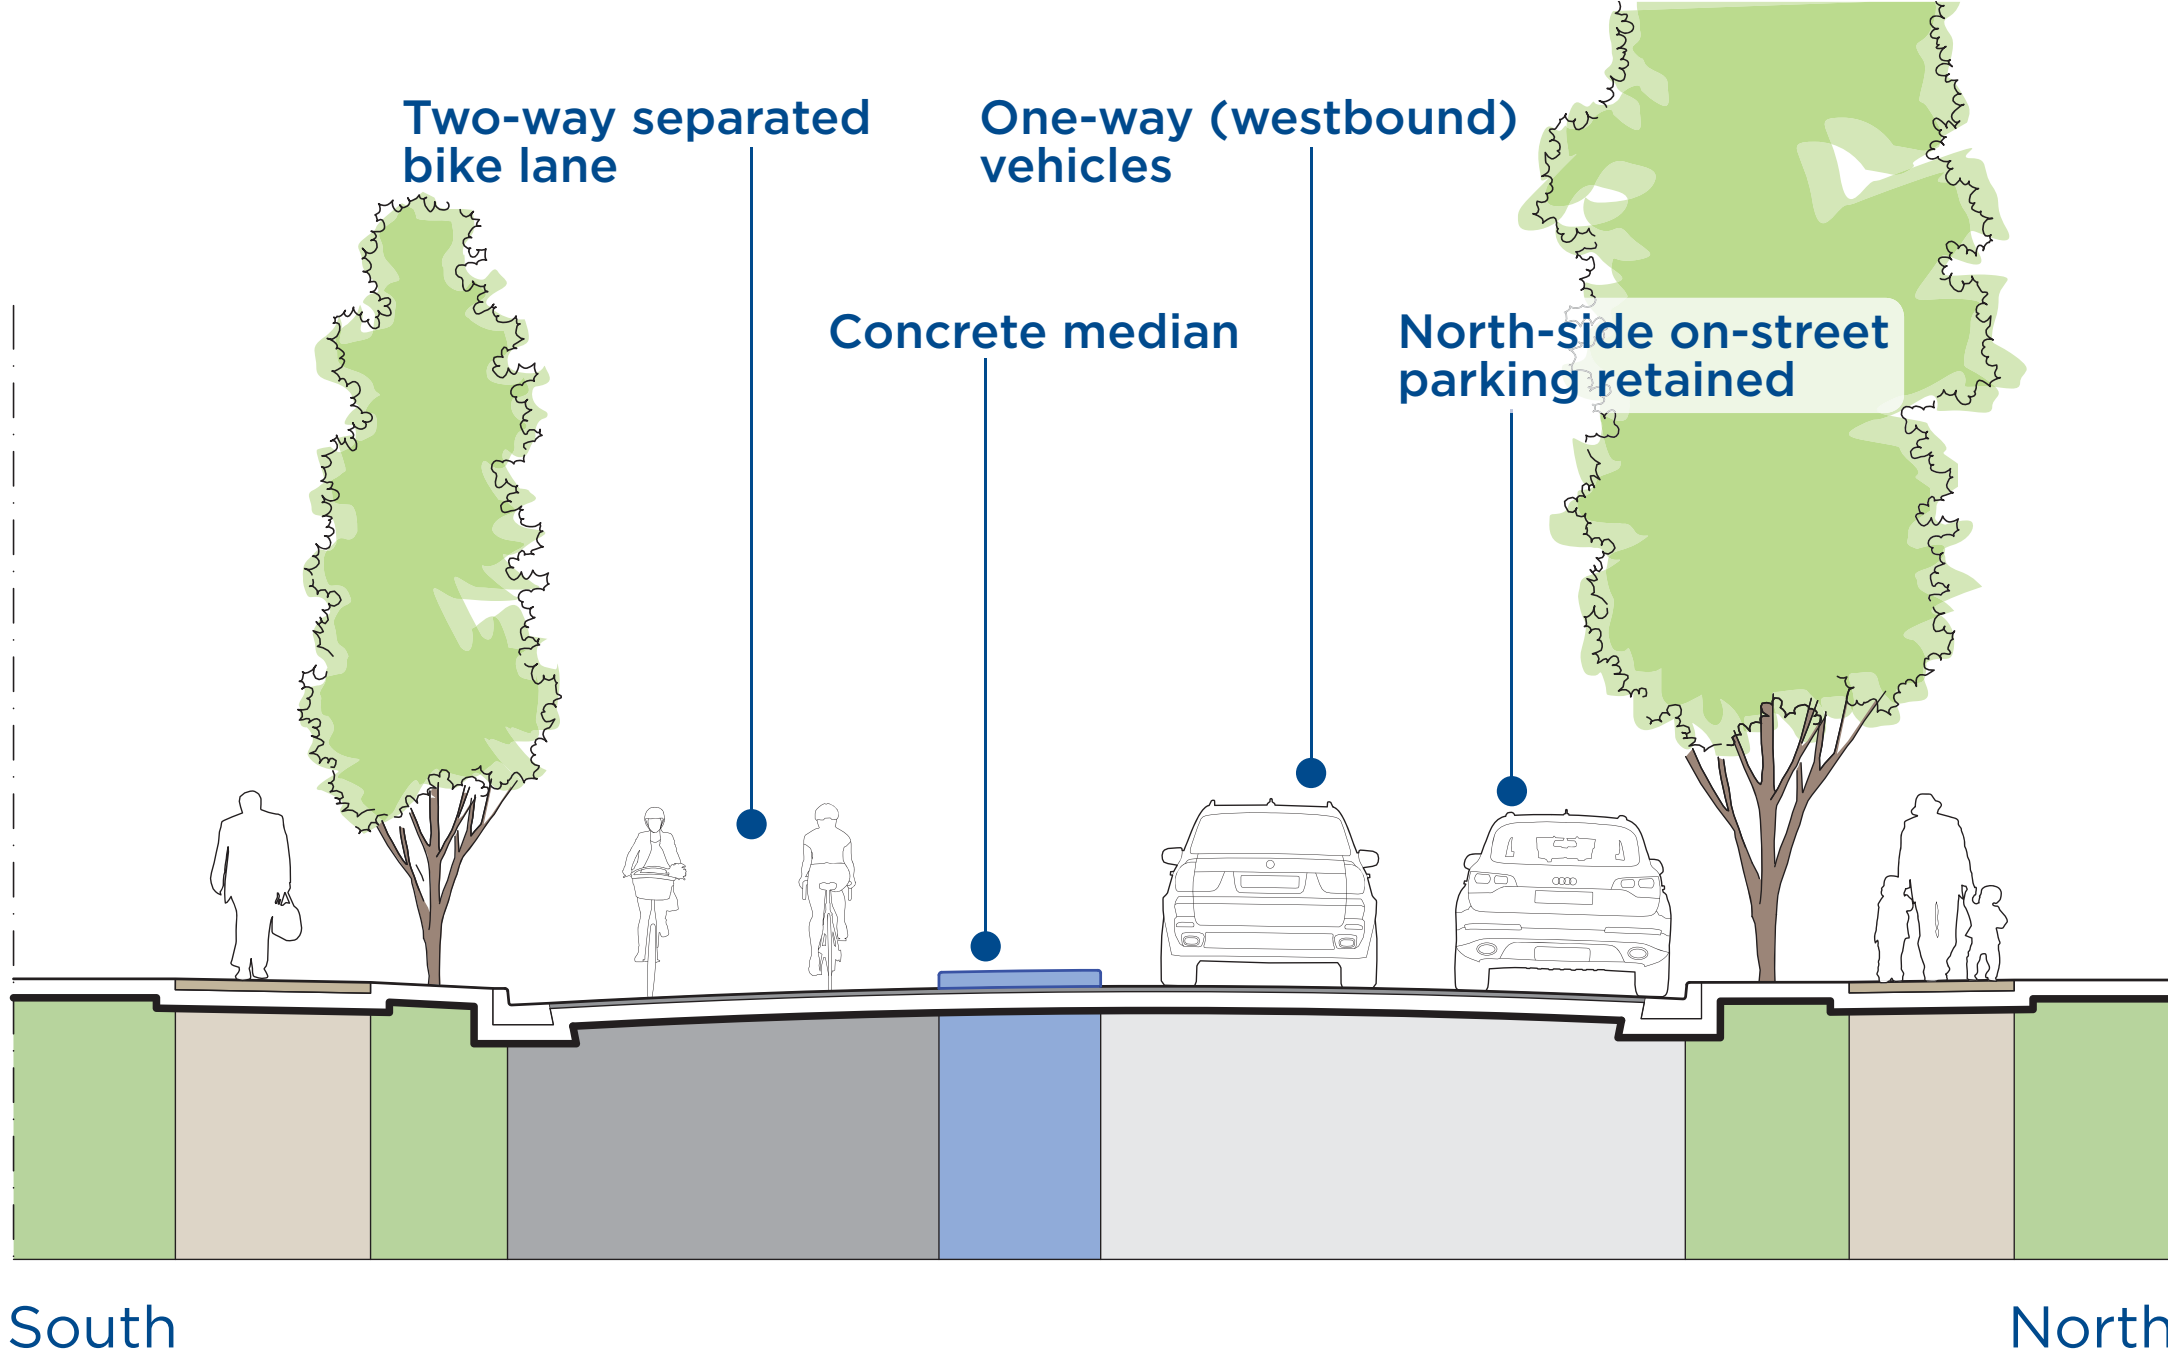 Two-way separated
bike lane
One-way (westbound)
vehicles
Concrete median
North-side on-street
parking retained
South
North